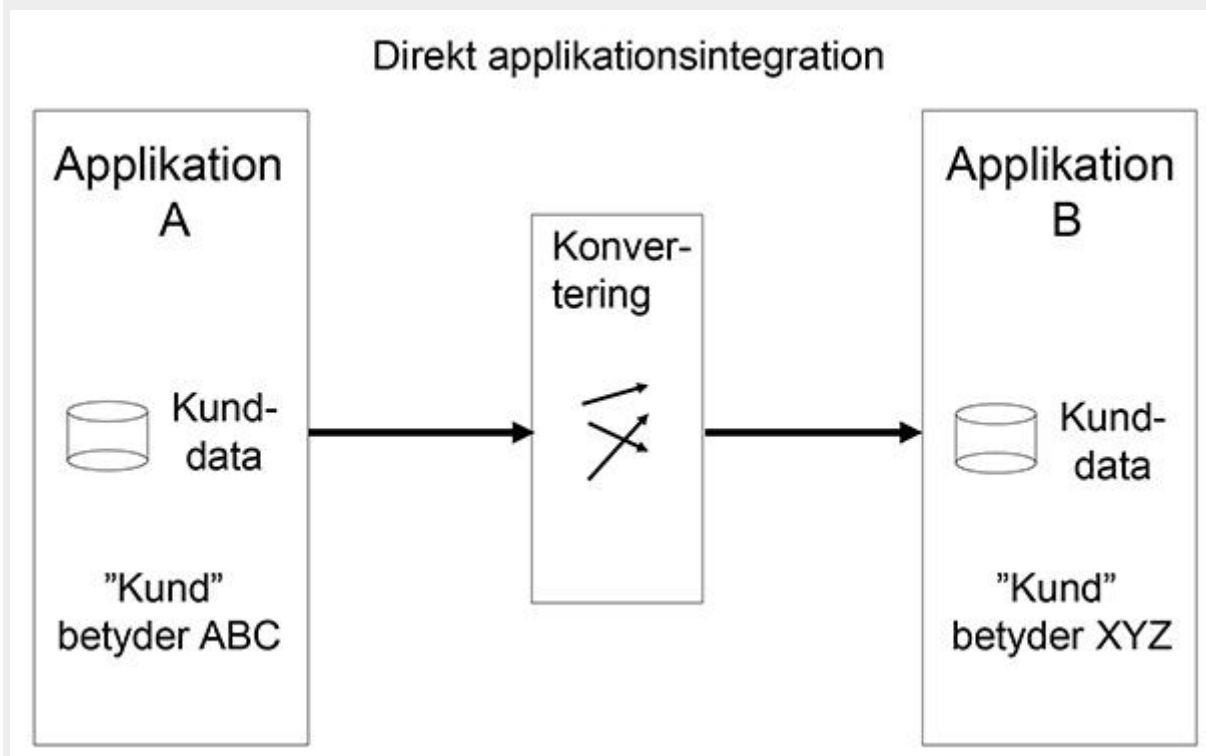 Direkt applikationsintegration
Applikation
A
Kund-
data
”Kund”
betyder ABC
Konver-
tering
Applikation
B
Kund-
data
”Kund”
betyder XYZ